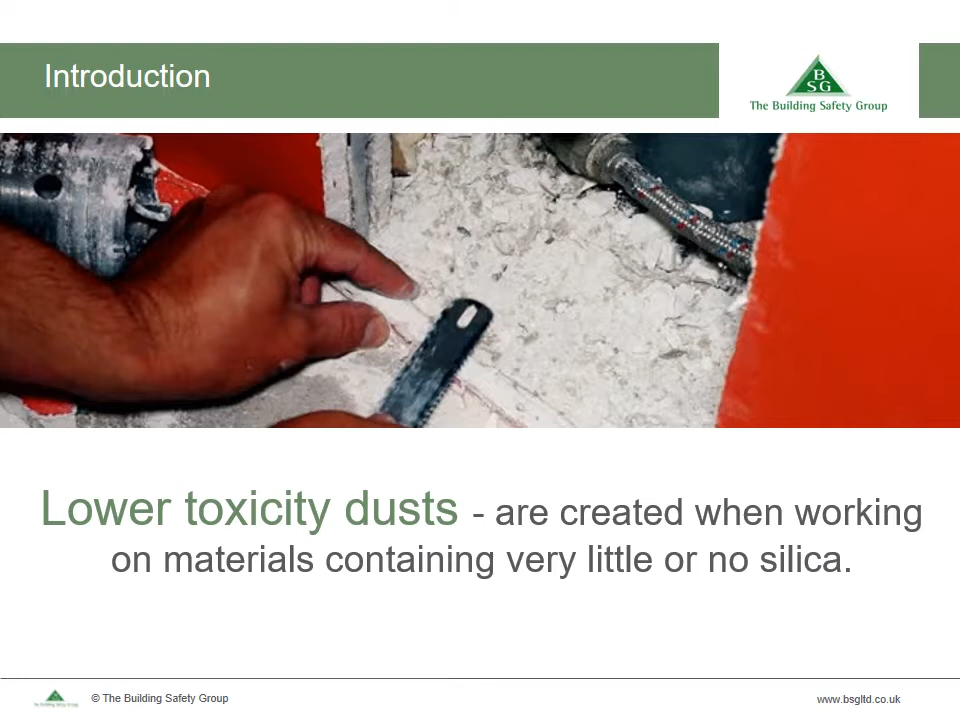 Introduction
B
SG
The Building Safety Group
Lower toxicity dusts - are created when working
on materials containing very little or no silica.
© The Building Safety Group
www.bsgltd.co.uk